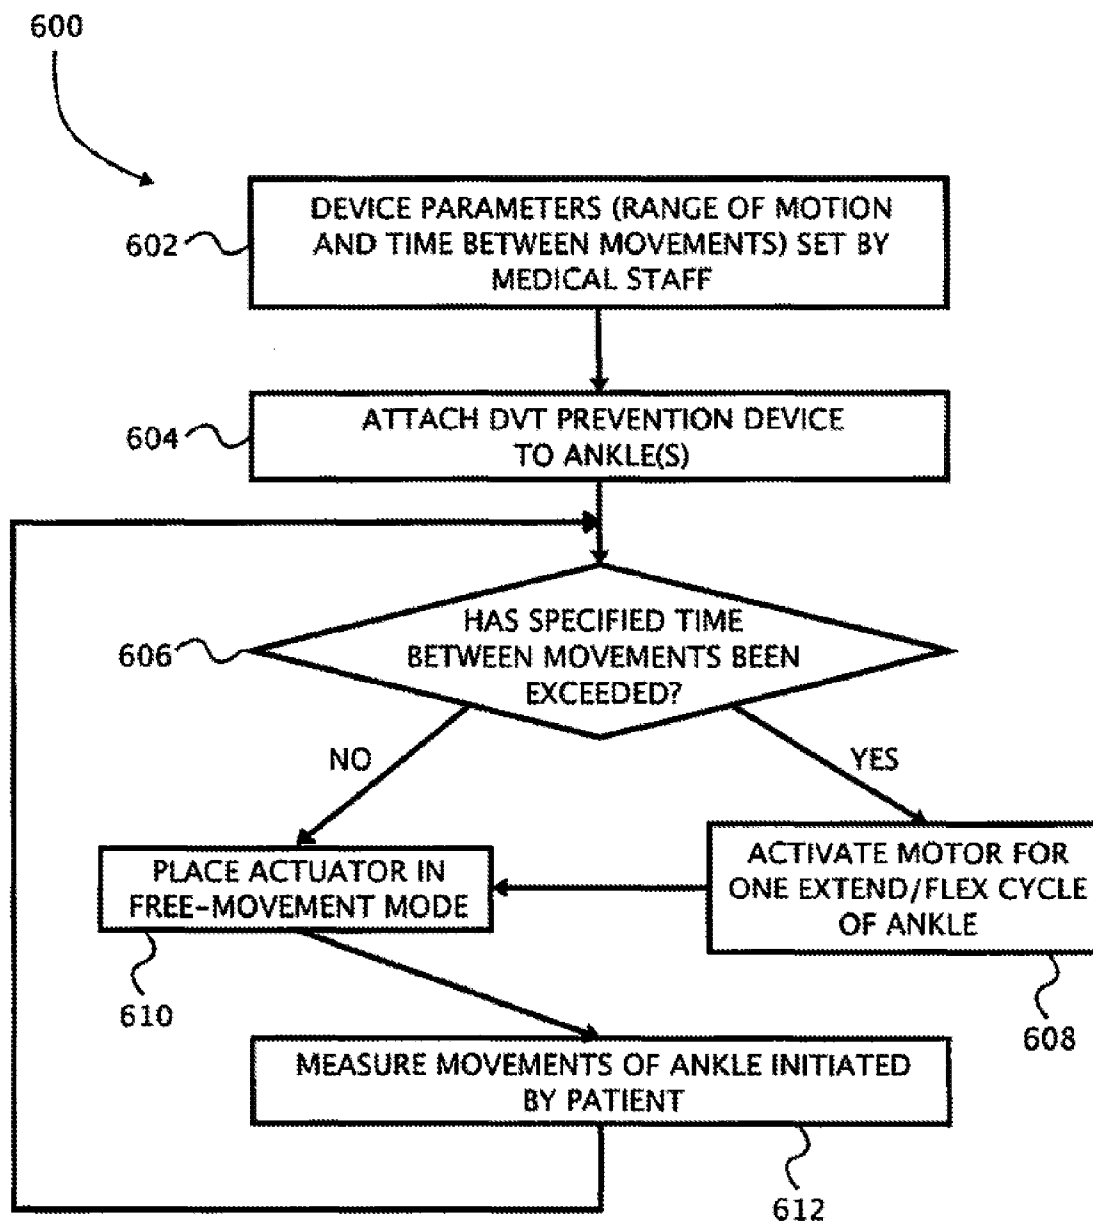 600
DEVICE PARAMETERS (RANGE OF MOTION
AND TIME BETWEEN MOVEMENTS) SET BY
MEDICAL STAFF
602
ATTACH DVT PREVENTION DEVICE
TO ANKLE(S)
604
HAS SPECIFIED TIME
BETWEEN MOVEMENTS BEEN
EXCEEDED?
606
NO
YES
PLACE ACTUATOR IN
FREE-MOVEMENT MODE
610
ACTIVATE MOTOR FOR
ONE EXTEND/FLEX CYCLE
OF ANKLE
608
MEASURE MOVEMENTS OF ANKLE INITIATED
BY PATIENT
612